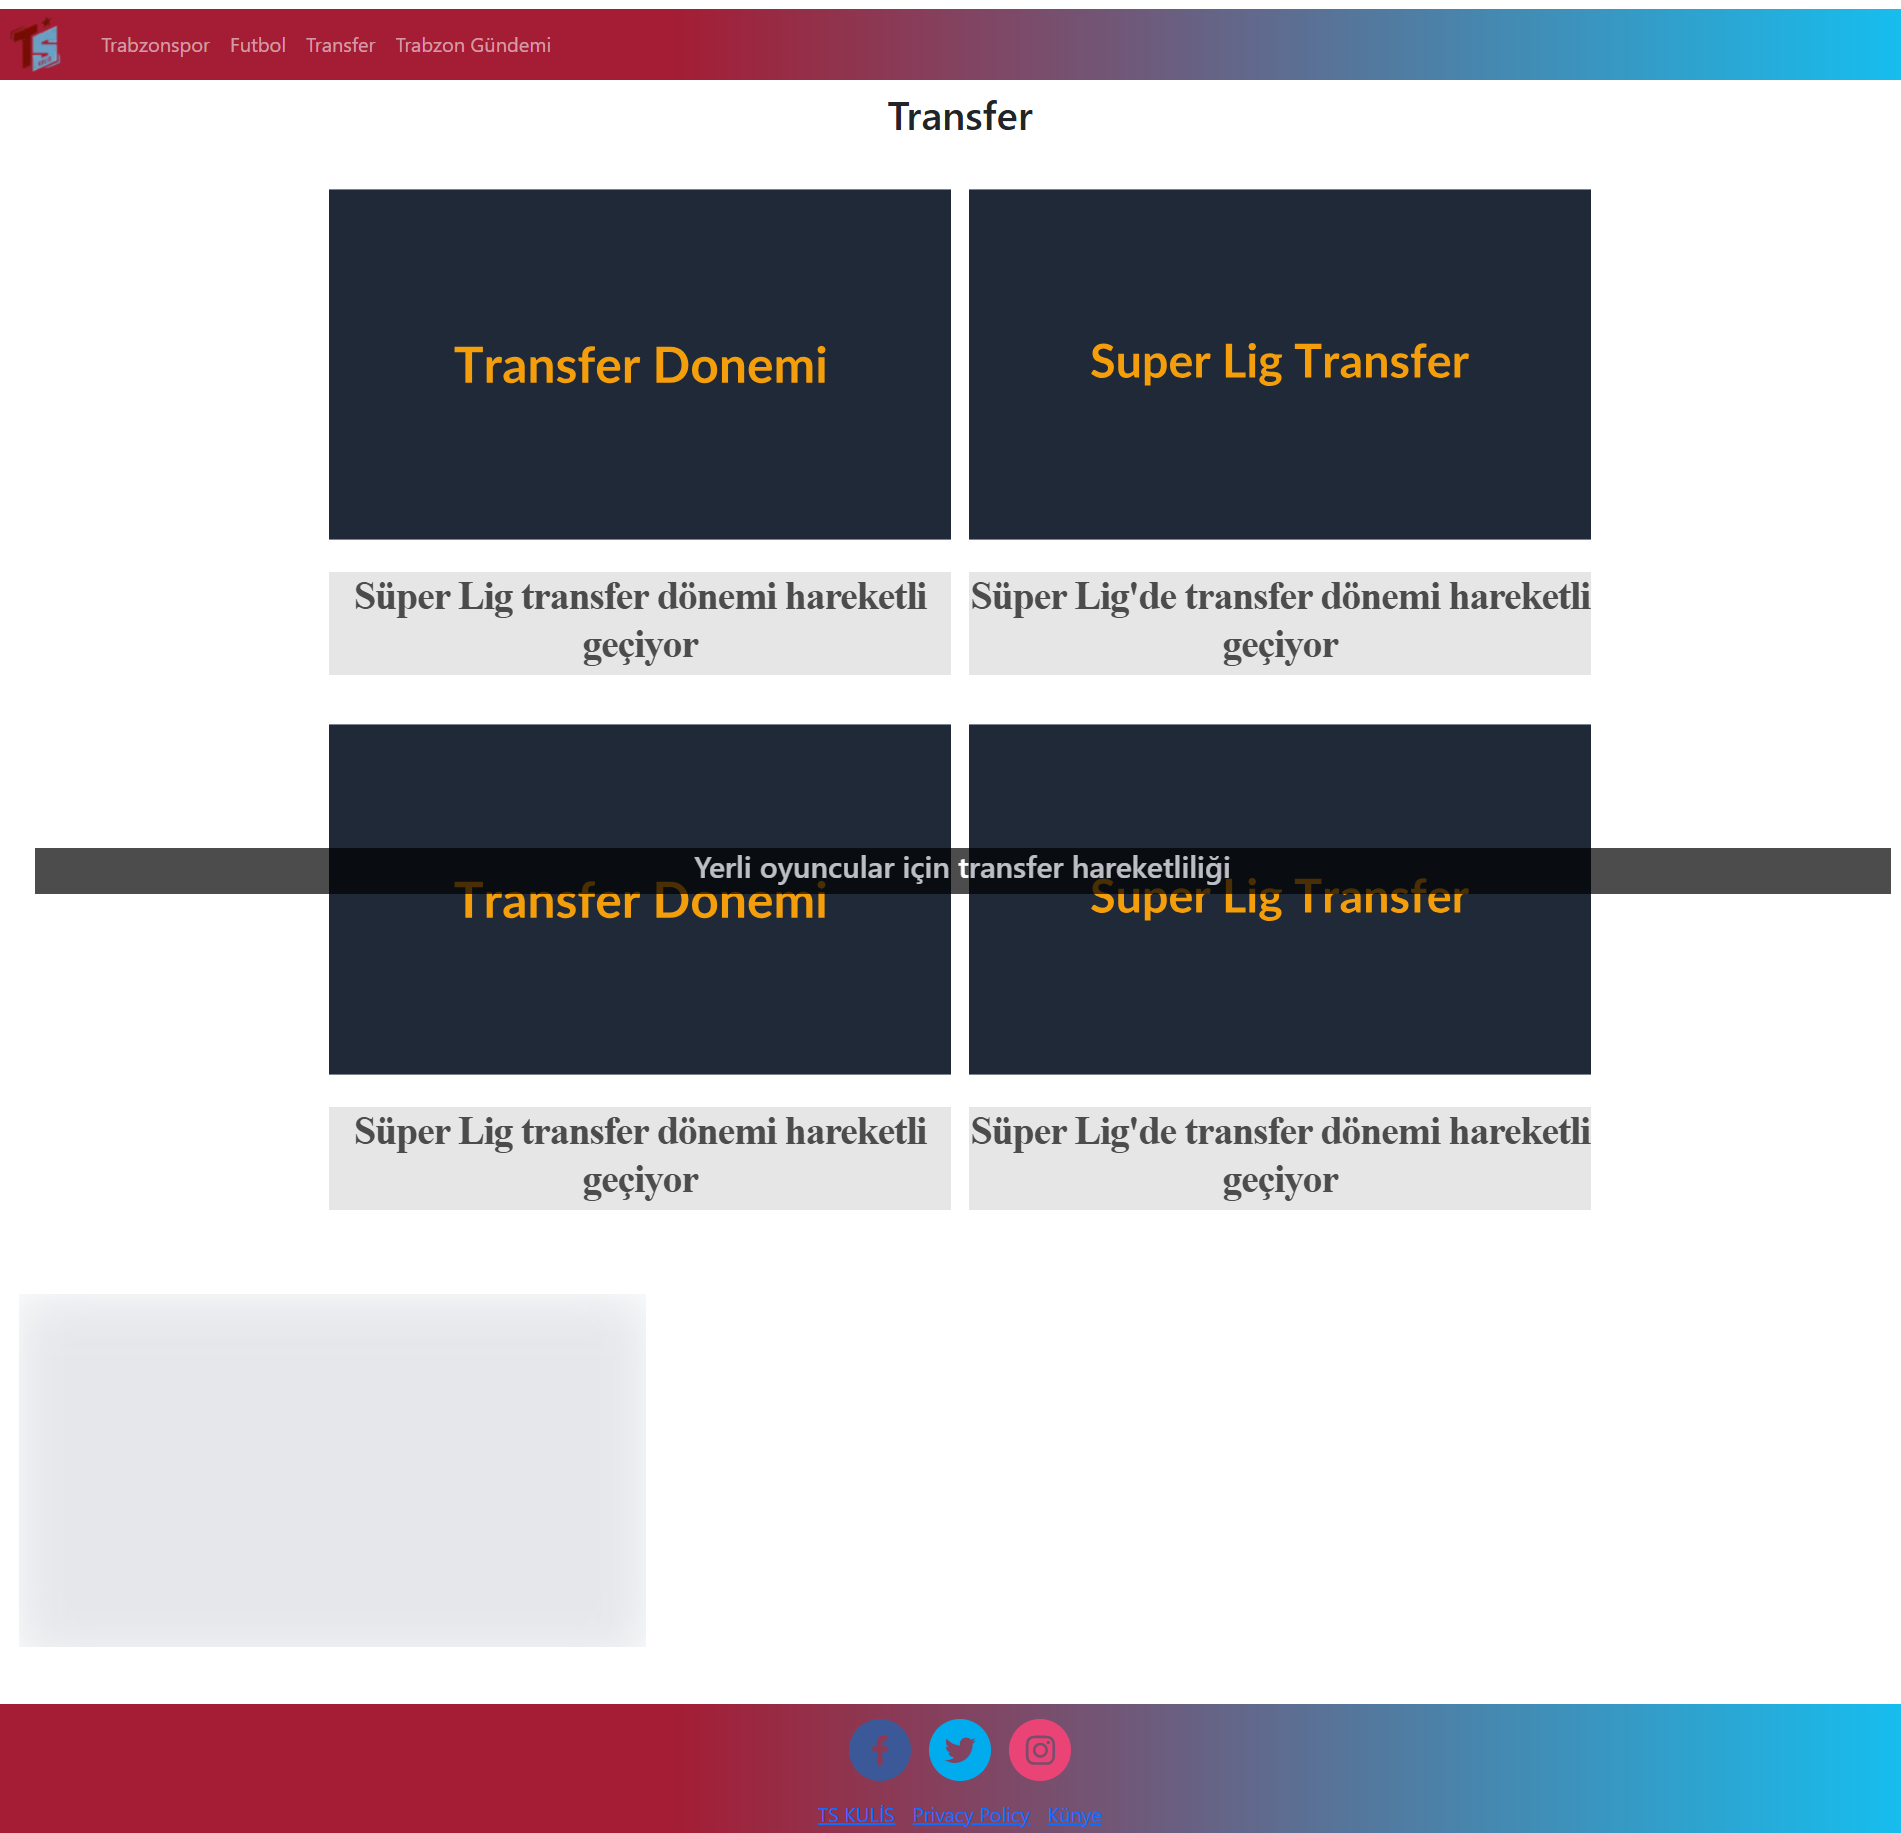 TS
Trabzonspor Futbol Transfer Trabzon Gündemi
Transfer
Transfer Donemi
Super Lig Transfer
Süper Lig transfer dönemi hareketli
geçiyor
Süper Lig'de transfer dönemi hareketli
geçiyor
Yerli oyuncular için transfer hareketliliği
Transfer Donemi
Super Lig Transfer
Süper Lig transfer dönemi hareketli
geçiyor
Süper Lig'de transfer dönemi hareketli
geçiyor
TS KULİS Privacy Policy Künye